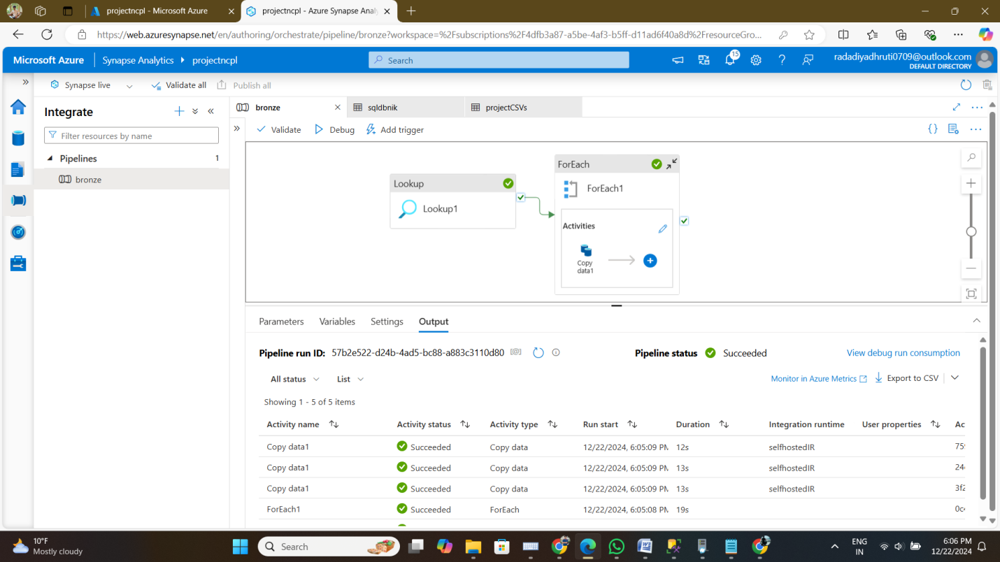 projectncpl - Microsoft Azure
projectncpl - Azure Synapse Anal
https://web.azuresynapse.net/en/authoring/orchestrate/pipeline/bronze?workspace=%2Fsubscriptions%2F4dfb3a87-a5be-4af3-b5ff-d11ad6f40a8d%2FresourceGro...
Microsoft Azure
Synapse Analytics
projectncpl
Search
15
radadiyadhruti0709@outlook.com
DEFAULT DIRECTORY
Synapse live
Validate all
Publish all
Integrate
Filter resources by name
Pipelines
1
bronze
bronze
sqldbnik
projectCSVs
Validate
Debug
Add trigger
Lookup
Lookup1
ForEach
ForEach1
Activities
Copy
data1
Parameters
Variables
Settings
Output
Pipeline run ID: 57b2e522-d24b-4ad5-bc88-a883c3110d80
Pipeline status
Succeeded
View debug run consumption
All status
List
Monitor in Azure Metrics
Export to CSV
Showing 1 - 5 of 5 items
Activity name Activity status Activity type Run start Duration Integration runtime User properties Ac
Copy data1 Succeeded Copy data 12/22/2024, 6:05:09 PM 12s selfhostedIR 759
Copy data1 Succeeded Copy data 12/22/2024, 6:05:09 PM 13s selfhostedIR 24
Copy data1 Succeeded Copy data 12/22/2024, 6:05:09 PM 13s selfhostedIR 3f2
ForEach1 Succeeded ForEach 12/22/2024, 6:05:08 PM 19s 0c4
10°F
Mostly cloudy
Search
ENG
IN
6:06 PM
12/22/2024